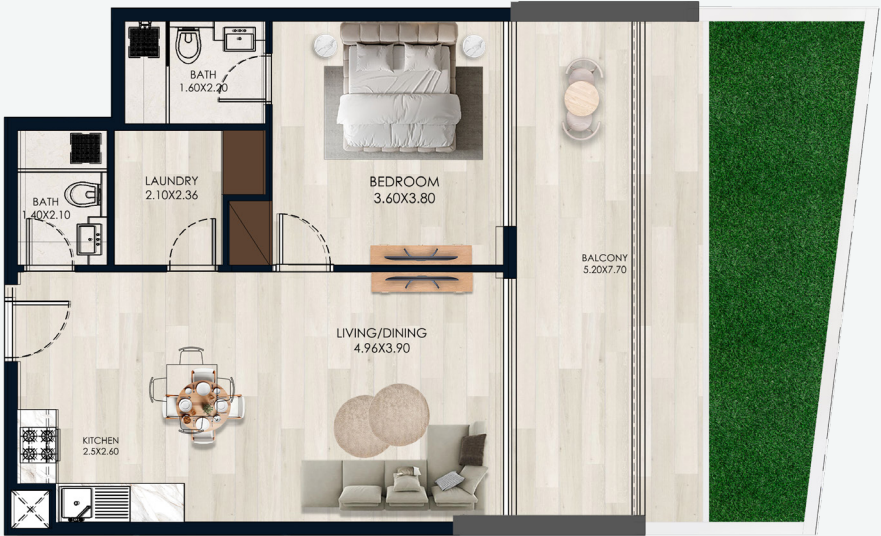 BATH
1.60X2.20
LAUNDRY
2.10X2.36
BEDROOM
3.60X3.80
BATH
1.40X2.10
BALCONY
5.20X7.70
LIVING/DINING
4.96X3.90
KITCHEN
2.5X2.60